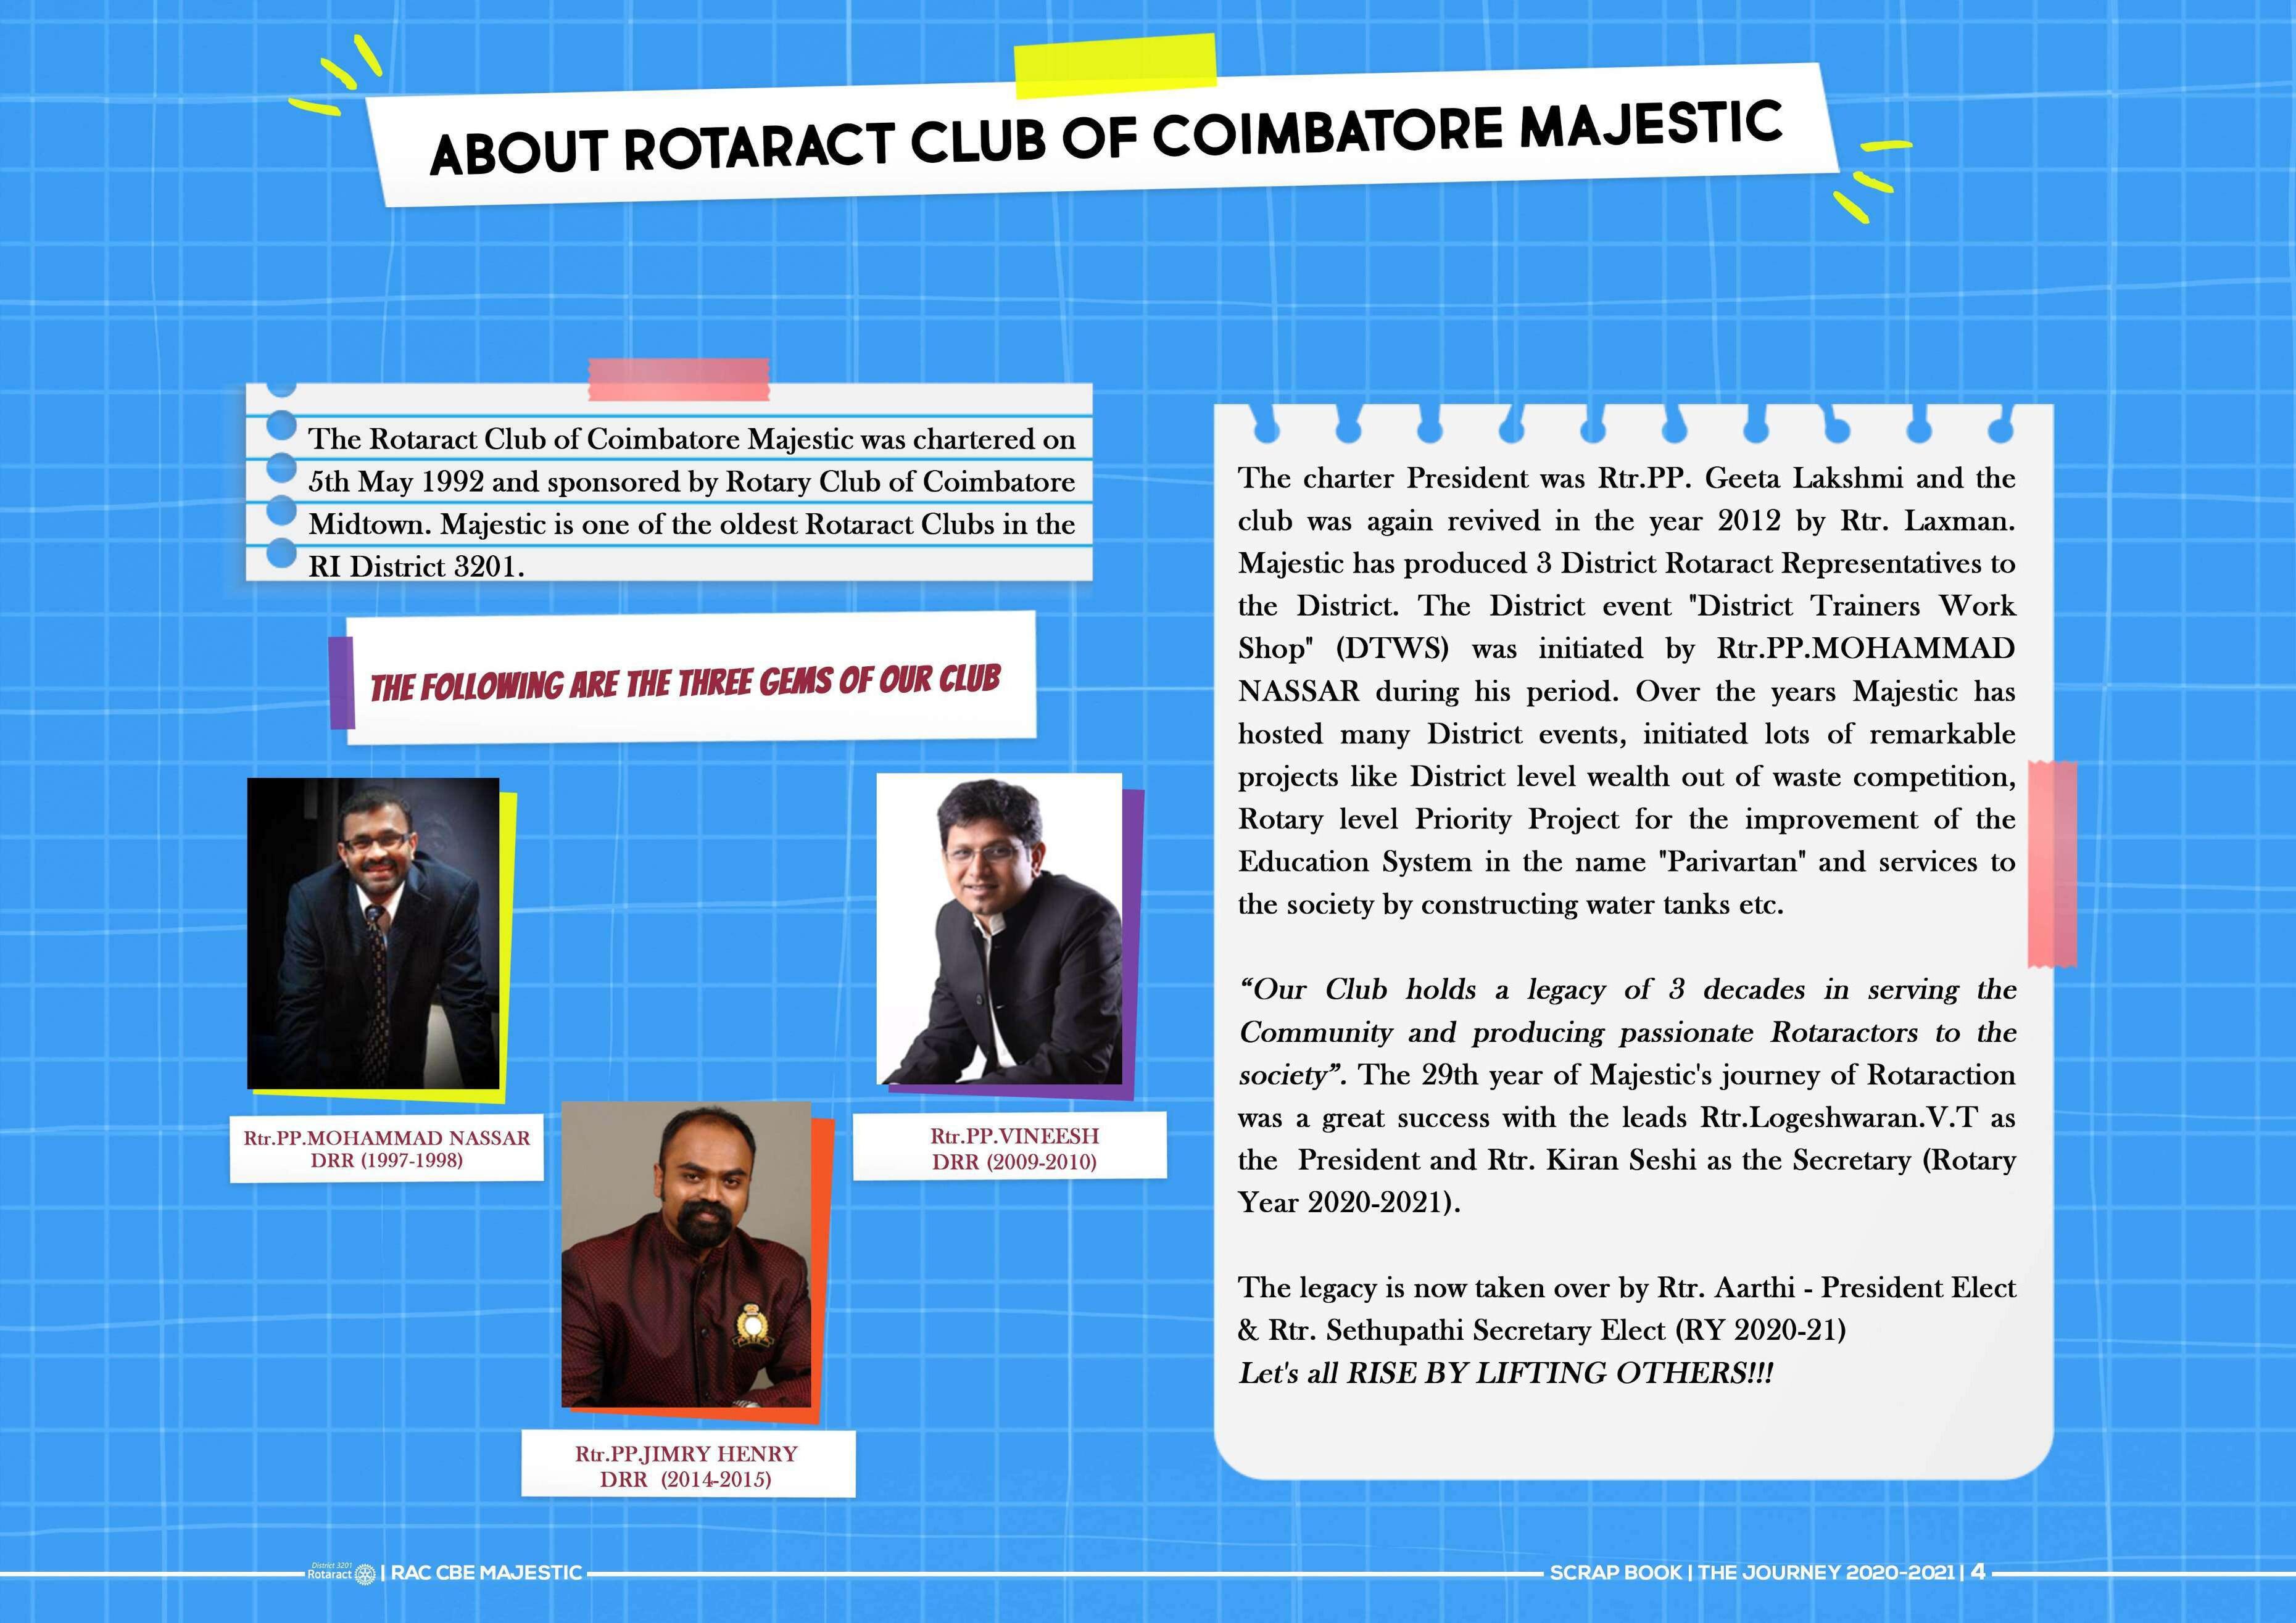 ABOUT ROTARACT CLUB OF COIMBATORE MAJESTIC
The Rotaract Club of Coimbatore Majestic was chartered on
5th May 1992 and sponsored by Rotary Club of Coimbatore
Midtown. Majestic is one of the oldest Rotaract Clubs in the
RI District 3201.
THE FOLLOWING ARE THE THREE GEMS OF OUR CLUB
Rtr.PP.MOHAMMAD NASSAR
DRR (1997-1998)
Rtr.PP.VINEESH
DRR (2009-2010)
Rtr.PP.JIMRY HENRY
DRR (2014-2015)
The charter President was Rtr.PP. Geeta Lakshmi and the
club was again revived in the year 2012 by Rtr. Laxman.
Majestic has produced 3 District Rotaract Representatives to
the District. The District event "District Trainers Work
Shop" (DTWS) was initiated by Rtr.PP.MOHAMMAD
NASSAR during his period. Over the years Majestic has
hosted many District events, initiated lots of remarkable
projects like District level wealth out of waste competition,
Rotary level Priority Project for the improvement of the
Education System in the name "Parivartan" and services to
the society by constructing water tanks etc.
“Our Club holds a legacy of 3 decades in serving the
Community and producing passionate Rotaractors to the
society”. The 29th year of Majestic's journey of Rotaraction
was a great success with the leads Rtr.Logeshwaran.V.T as
the President and Rtr. Kiran Seshi as the Secretary (Rotary
Year 2020-2021).
The legacy is now taken over by Rtr. Aarthi - President Elect
& Rtr. Sethupathi Secretary Elect (RY 2020-21)
Let's all RISE BY LIFTING OTHERS!!!
District 3201
Rotaract | RAC CBE MAJESTIC
SCRAP BOOK | THE JOURNEY 2020-2021 | 4